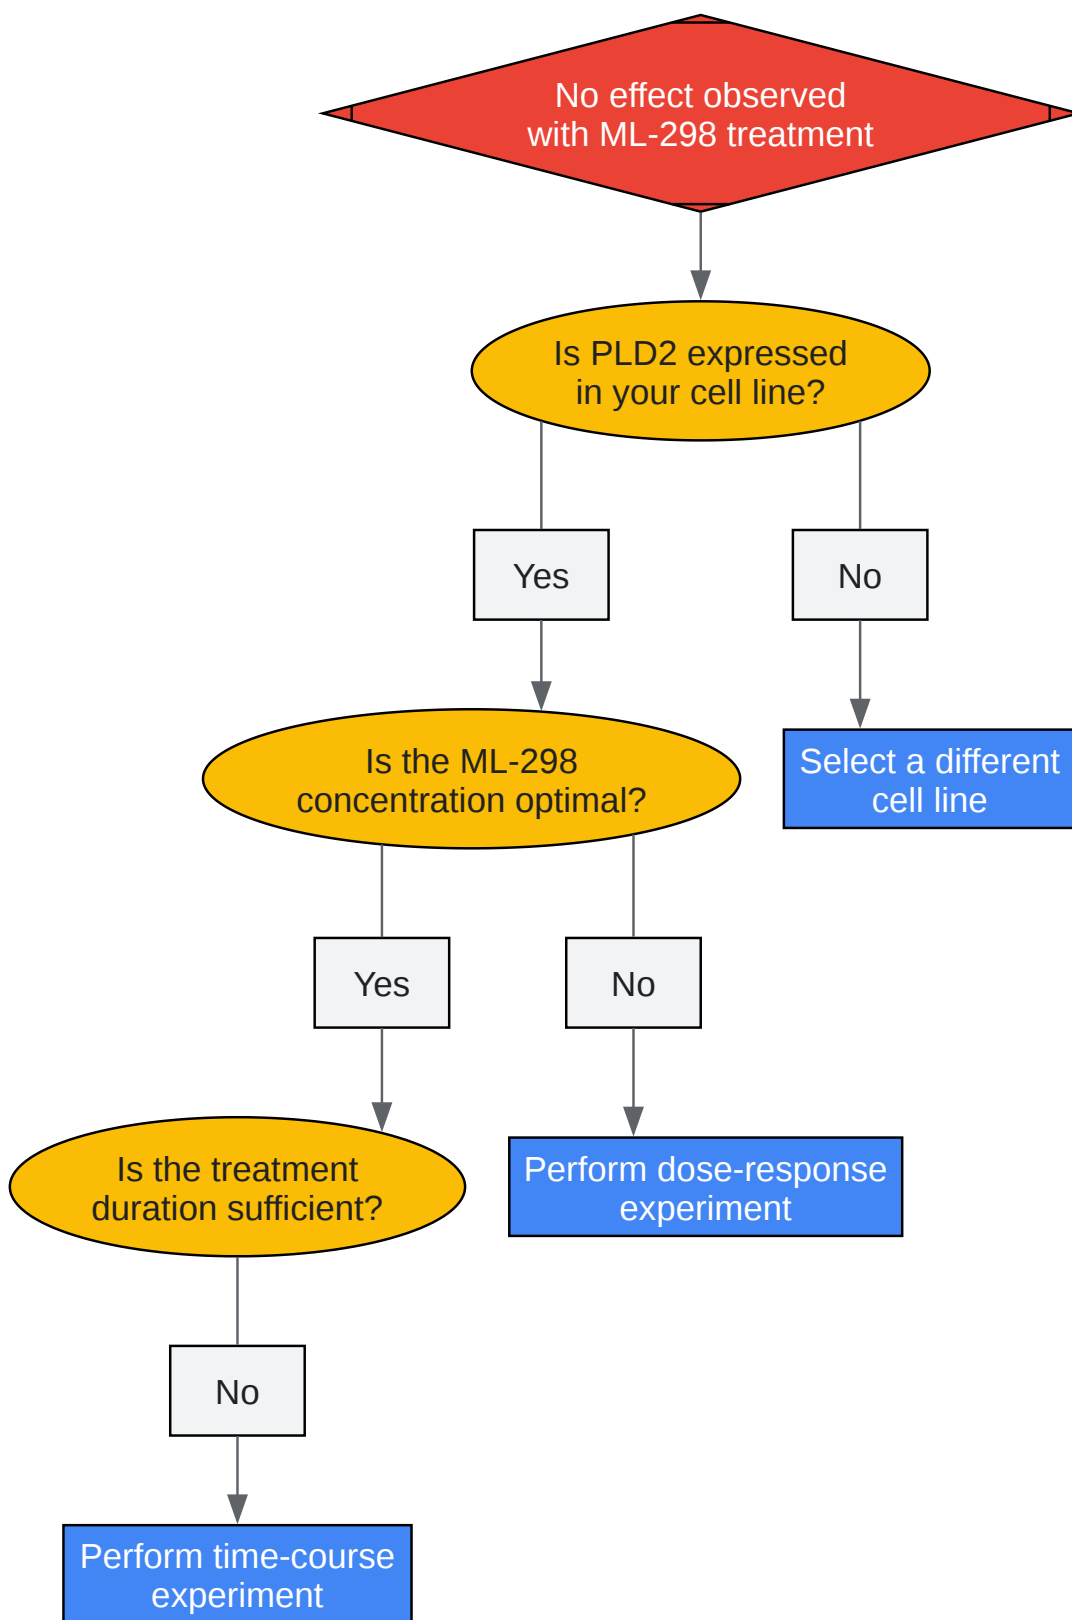 No effect observed
with ML-298 treatment
Is PLD2 expressed
in your cell line?
Yes
No
Is the ML-298
concentration optimal?
Select a different
cell line
Yes
No
Is the treatment
duration sufficient?
Perform dose-response
experiment
No
Perform time-course
experiment